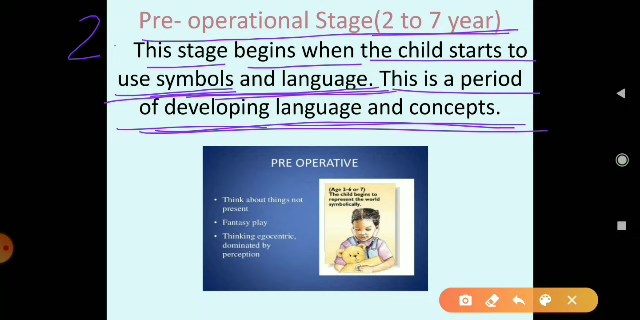 2
Pre- operational Stage(2 to 7 year)
This stage begins when the child starts to
use symbols and language. This is a period
of developing language and concepts.
PRE OPERATIVE
• Think about things not
present
• Fantasy play
• Thinking egocentric,
dominated by
perception
(Age 2-6 or 7)
The child begins to
represent the world
symbolically.